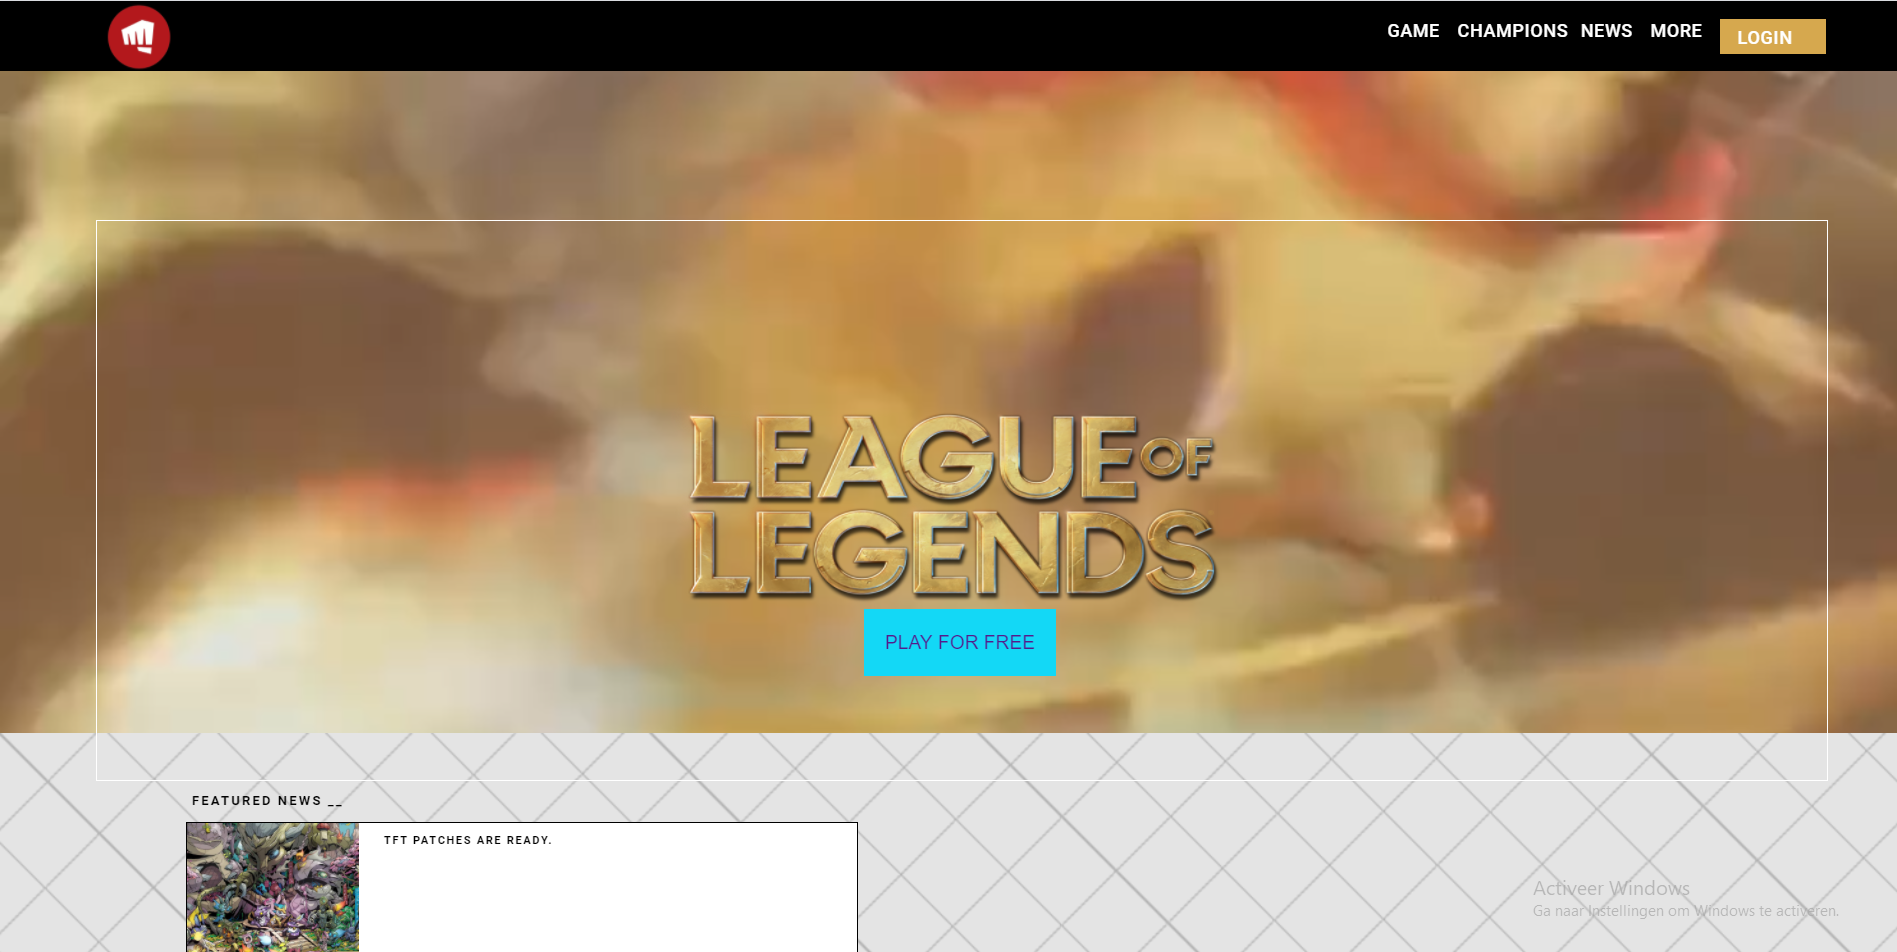 GAME CHAMPIONS NEWS MORE LOGIN
LEAGUE OF
LEGENDS
PLAY FOR FREE
FEATURED NEWS __
TFT PATCHES ARE READY.
Activeer Windows
Ga naar Instellingen om Windows te activeren.